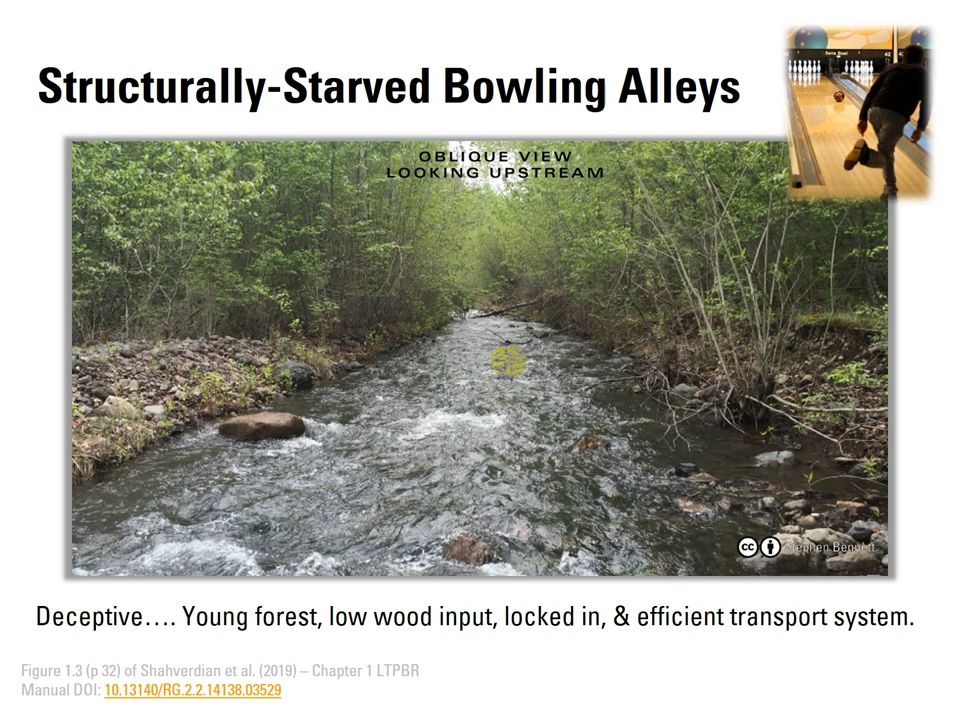 Structurally-Starved Bowling Alleys
OBLIQUE VIEW
LOOKING UPSTREAM
cc Stephen Bennett
Deceptive…. Young forest, low wood input, locked in, & efficient transport system.
Figure 1.3 (p 32) of Shahverdian et al. (2019) – Chapter 1 LTPBR
Manual DOI: 10.13140/RG.2.2.14138.03529